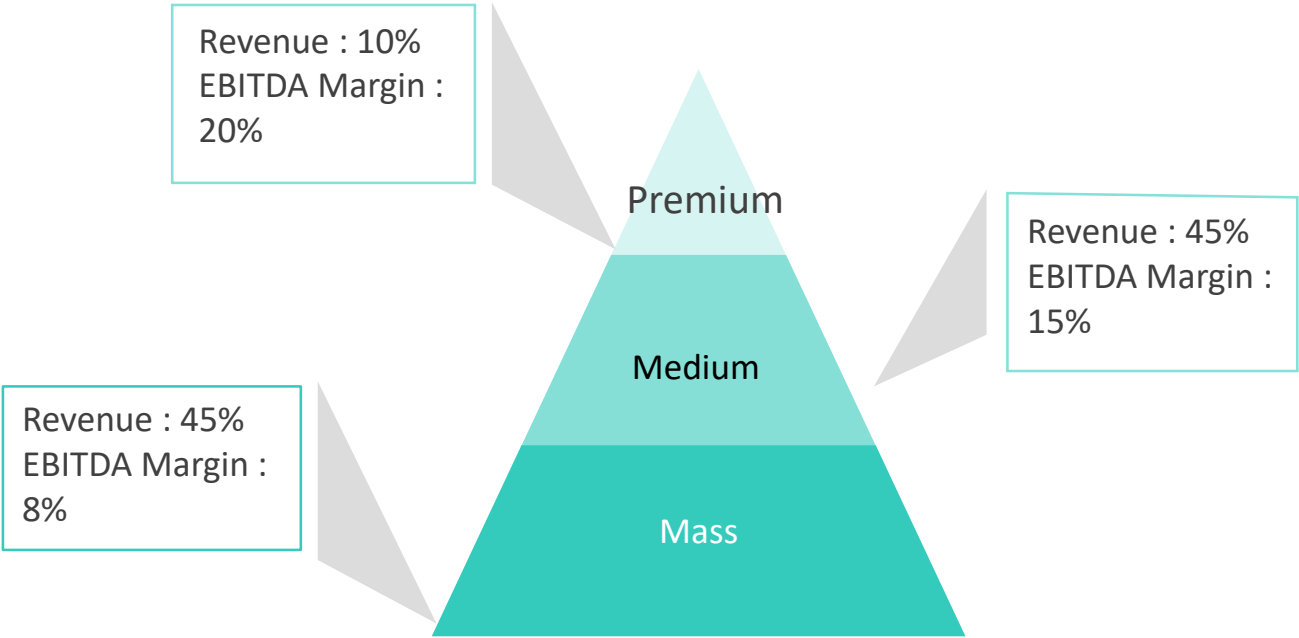 Revenue : 10%
EBITDA Margin :
20%
Premium
Revenue : 45%
EBITDA Margin :
15%
Medium
Revenue : 45%
EBITDA Margin :
8%
Mass